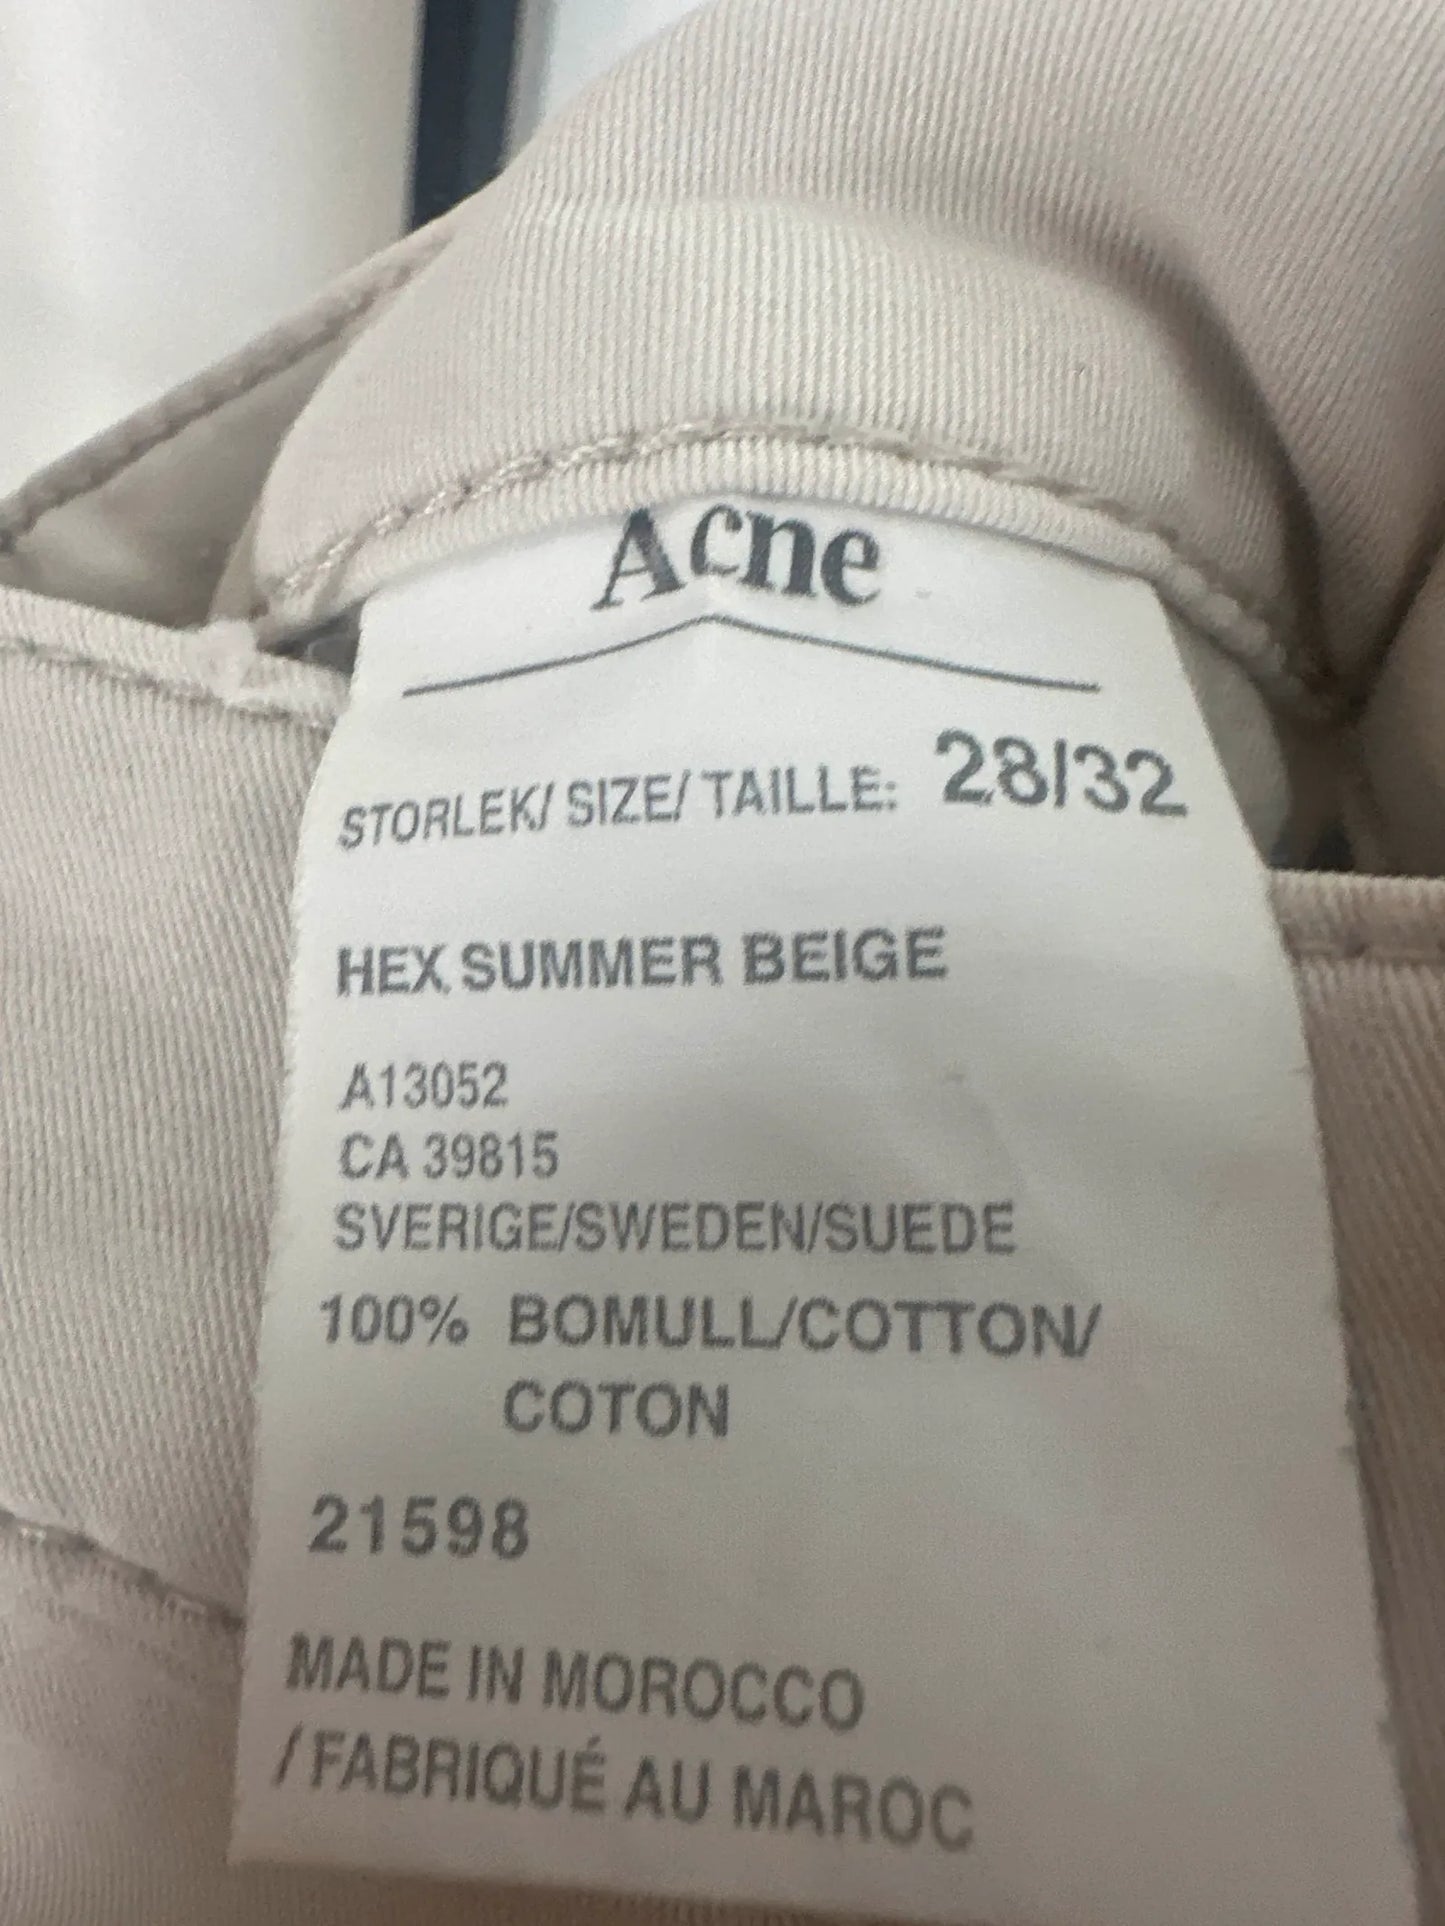 Acne
STORLEK/ SIZE/ TAILLE: 28/32
HEX SUMMER BEIGE
A13052
CA 39815
SVERIGE/SWEDEN/SUEDE
100% BOMULL/COTTON/
COTON
21598
MADE IN MOROCCO
/ FABRIQUÉ AU MAROC